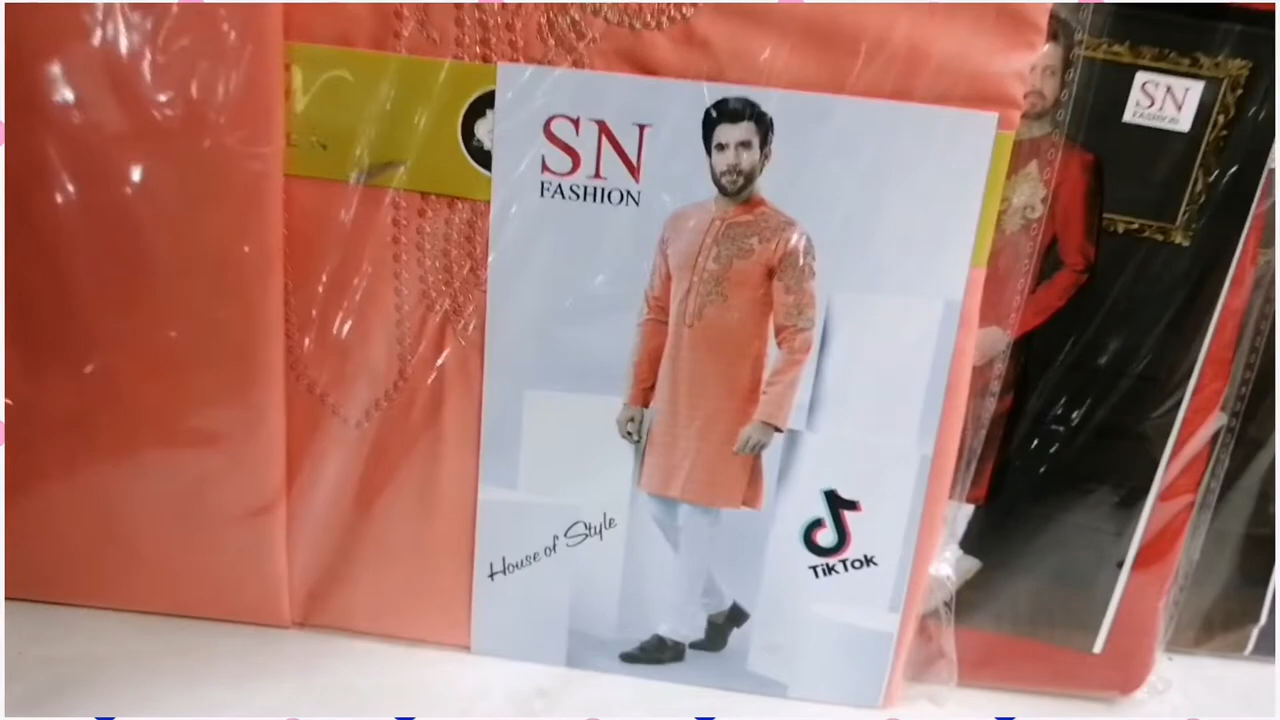 SN
FASHION
House of Style
TikTok
SN
FASHION